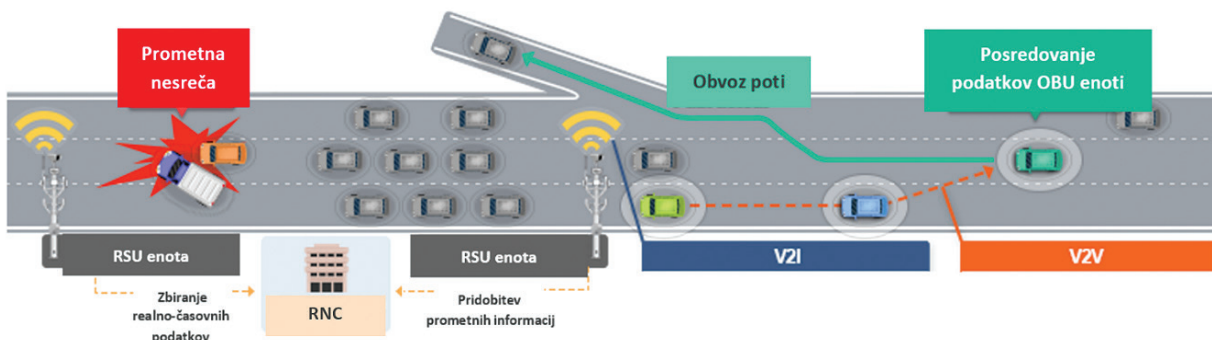 Prometna
nesreča
Obvoz poti
Posredovanje
podatkov OBU enoti
RSU enota
RSU enota
V2I
V2V
RNC
Zbiranje
realno-časovnih
podatkov
Pridobitev
prometnih informacij